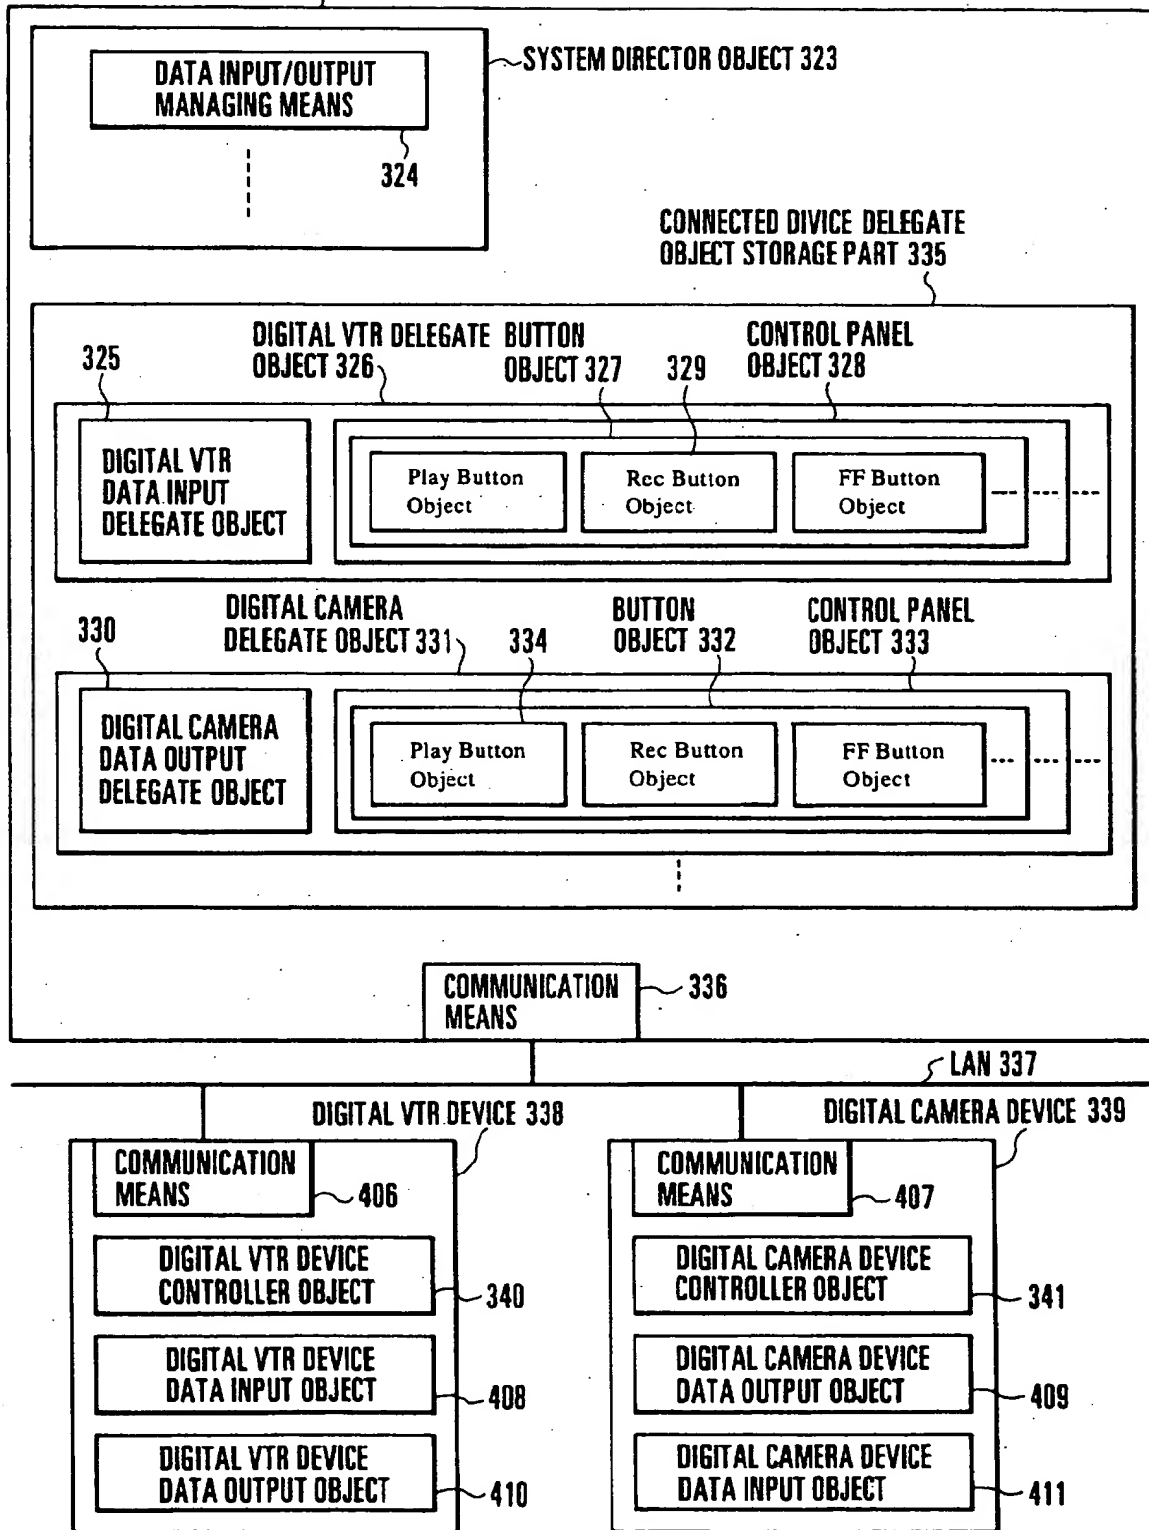 DATA INPUT/OUTPUT
MANAGING MEANS
324
SYSTEM DIRECTOR OBJECT 323
CONNECTED DIVICE DELEGATE
OBJECT STORAGE PART 335
325
DIGITAL VTR DELEGATE
OBJECT 326
BUTTON
OBJECT 327
329
CONTROL PANEL
OBJECT 328
DIGITAL VTR
DATA INPUT
DELEGATE OBJECT
Play Button
Object
Rec Button
Object
FF Button
Object
330
DIGITAL CAMERA
DELEGATE OBJECT 331
334
BUTTON
OBJECT 332
CONTROL PANEL
OBJECT 333
DIGITAL CAMERA
DATA OUTPUT
DELEGATE OBJECT
Play Button
Object
Rec Button
Object
FF Button
Object
COMMUNICATION
MEANS
336
LAN 337
DIGITAL VTR DEVICE 338
DIGITAL CAMERA DEVICE 339
COMMUNICATION
MEANS
406
DIGITAL VTR DEVICE
CONTROLLER OBJECT
340
DIGITAL VTR DEVICE
DATA INPUT OBJECT
408
DIGITAL VTR DEVICE
DATA OUTPUT OBJECT
410
COMMUNICATION
MEANS
407
DIGITAL CAMERA DEVICE
CONTROLLER OBJECT
341
DIGITAL CAMERA DEVICE
DATA OUTPUT OBJECT
409
DIGITAL CAMERA DEVICE
DATA INPUT OBJECT
411